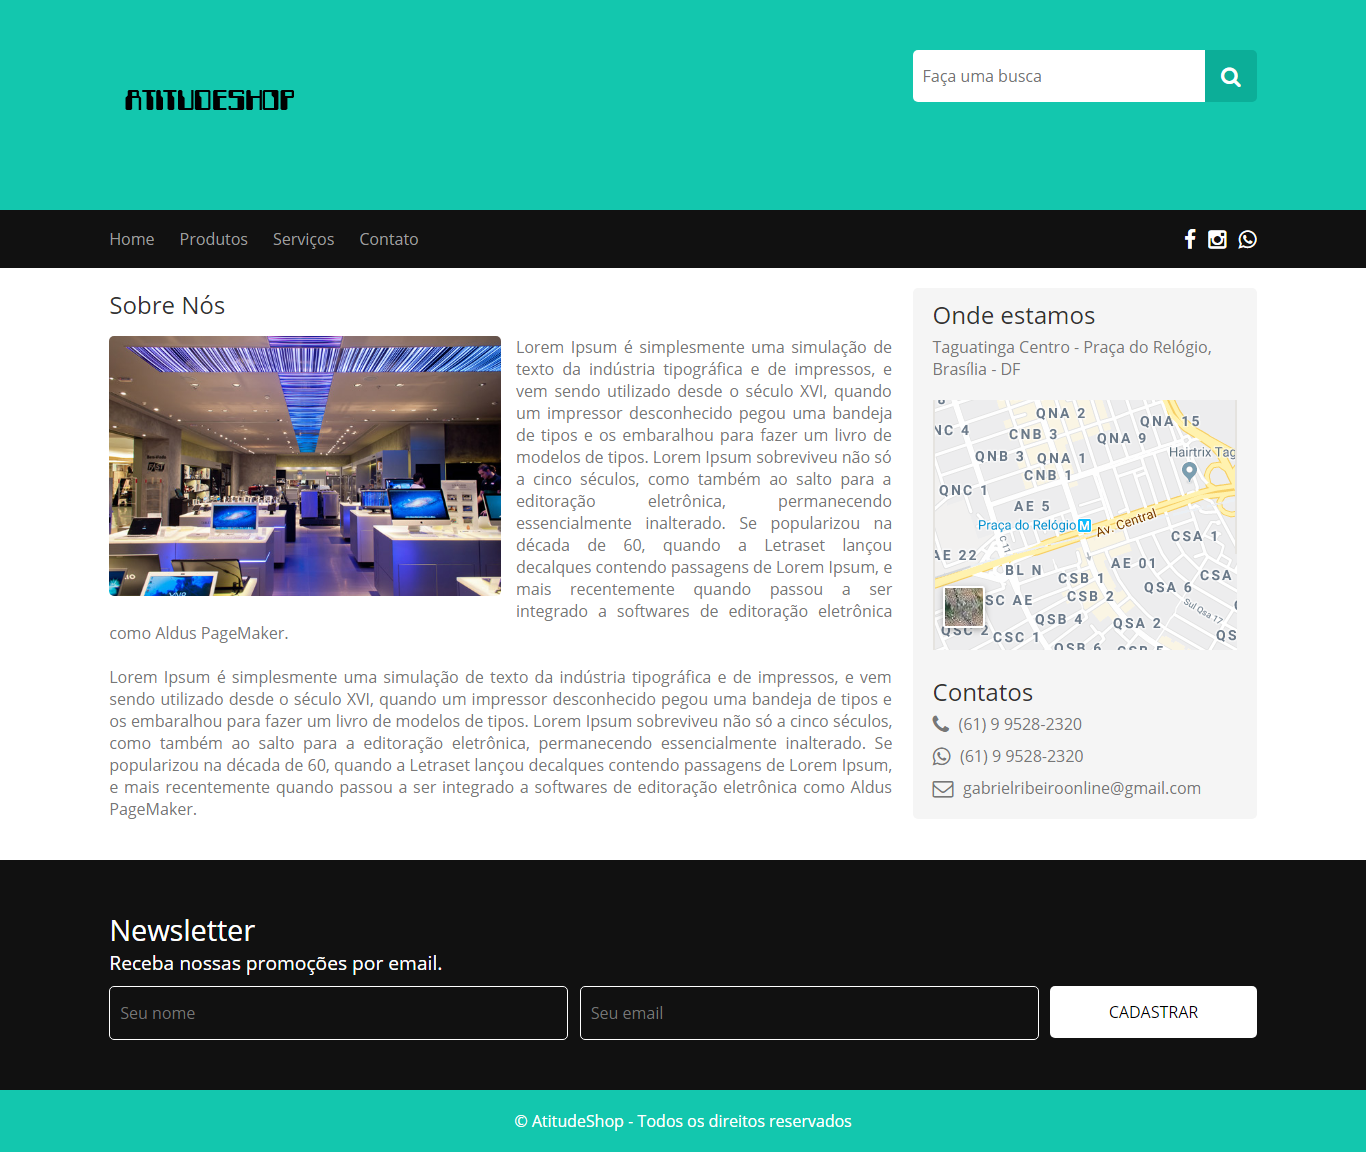 ATITUDESHOP
Faça uma busca
Home Produtos Serviços Contato
Sobre Nós
Lorem Ipsum é simplesmente uma simulação de
texto da indústria tipográfica e de impressos, e
vem sendo utilizado desde o século XVI, quando
um impressor desconhecido pegou uma bandeja
de tipos e os embaralhou para fazer um livro de
modelos de tipos. Lorem Ipsum sobreviveu não só
a cinco séculos, como também ao salto para a
editoração eletrônica, permanecendo
essencialmente inalterado. Se popularizou na
década de 60, quando a Letraset lançou
decalques contendo passagens de Lorem Ipsum, e
mais recentemente quando passou a ser
integrado a softwares de editoração eletrônica
como Aldus PageMaker.
Lorem Ipsum é simplesmente uma simulação de texto da indústria tipográfica e de impressos, e vem
sendo utilizado desde o século XVI, quando um impressor desconhecido pegou uma bandeja de tipos e
os embaralhou para fazer um livro de modelos de tipos. Lorem Ipsum sobreviveu não só a cinco séculos,
como também ao salto para a editoração eletrônica, permanecendo essencialmente inalterado. Se
popularizou na década de 60, quando a Letraset lançou decalques contendo passagens de Lorem Ipsum,
e mais recentemente quando passou a ser integrado a softwares de editoração eletrônica como Aldus
PageMaker.
Onde estamos
Taguatinga Centro - Praça do Relógio,
Brasília - DF
QNA 2
QNA 15
NC 4
CNB 3
QNA 9
Hairtrix Tag
QNB 3
QNA 1
CNB 1
QNC 1
AE 5
Praça do Relógio
M
Av. Central
CSA 1
C 11
AE 22
AE 01
BL N
CSB 1
CSA
QSA 6
CSB 2
SC AE
Sul Qsa 17
QSB 4
QSA 2
QSC 2
CSC 1
QS
QSB 6
CSB 5
Contatos
(61) 9 9528-2320
(61) 9 9528-2320
gabrielribeiroonline@gmail.com
Newsletter
Receba nossas promoções por email.
Seu nome
Seu email
CADASTRAR
© AtitudeShop - Todos os direitos reservados